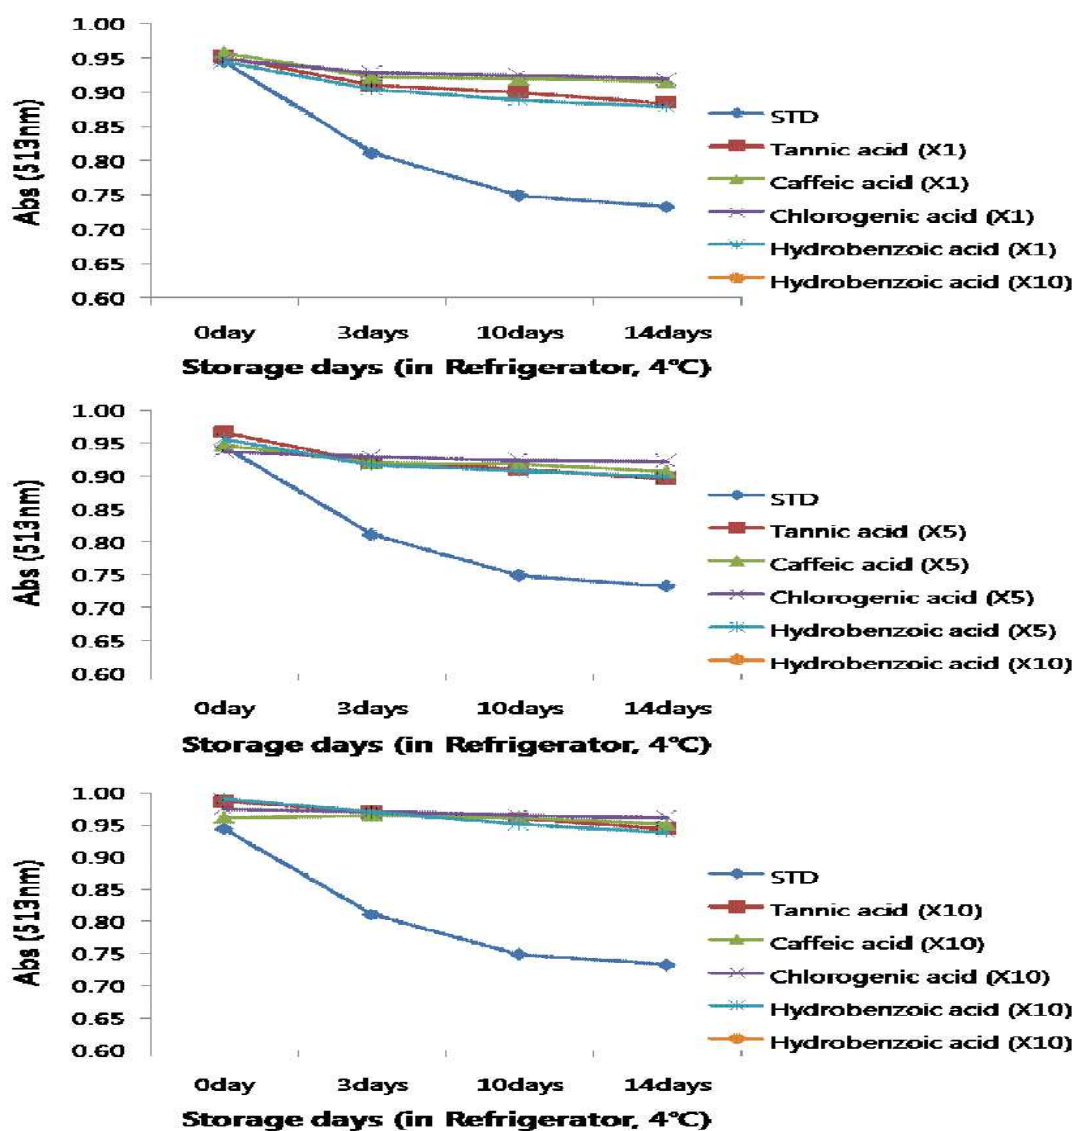 1.00
0.95
0.90
0.85
0.80
0.75
0.70
0.65
0.60
Abs (513nm)
0day 3days 10days 14days
Storage days (in Refrigerator, 4°C)
STD
Tannic acid (X1)
Caffeic acid (X1)
Chlorogenic acid (X1)
Hydrobenzoic acid (X1)
Hydrobenzoic acid (X10)
1.00
0.95
0.90
0.85
0.80
0.75
0.70
0.65
0.60
Abs (513nm)
0day 3days 10days 14days
Storage days (in Refrigerator, 4°C)
STD
Tannic acid (X5)
Caffeic acid (X5)
Chlorogenic acid (X5)
Hydrobenzoic acid (X5)
Hydrobenzoic acid (X10)
1.00
0.95
0.90
0.85
0.80
0.75
0.70
0.65
0.60
Abs (513nm)
0day 3days 10days 14days
Storage days (in Refrigerator, 4°C)
STD
Tannic acid (X10)
Caffeic acid (X10)
Chlorogenic acid (X10)
Hydrobenzoic acid (X10)
Hydrobenzoic acid (X10)